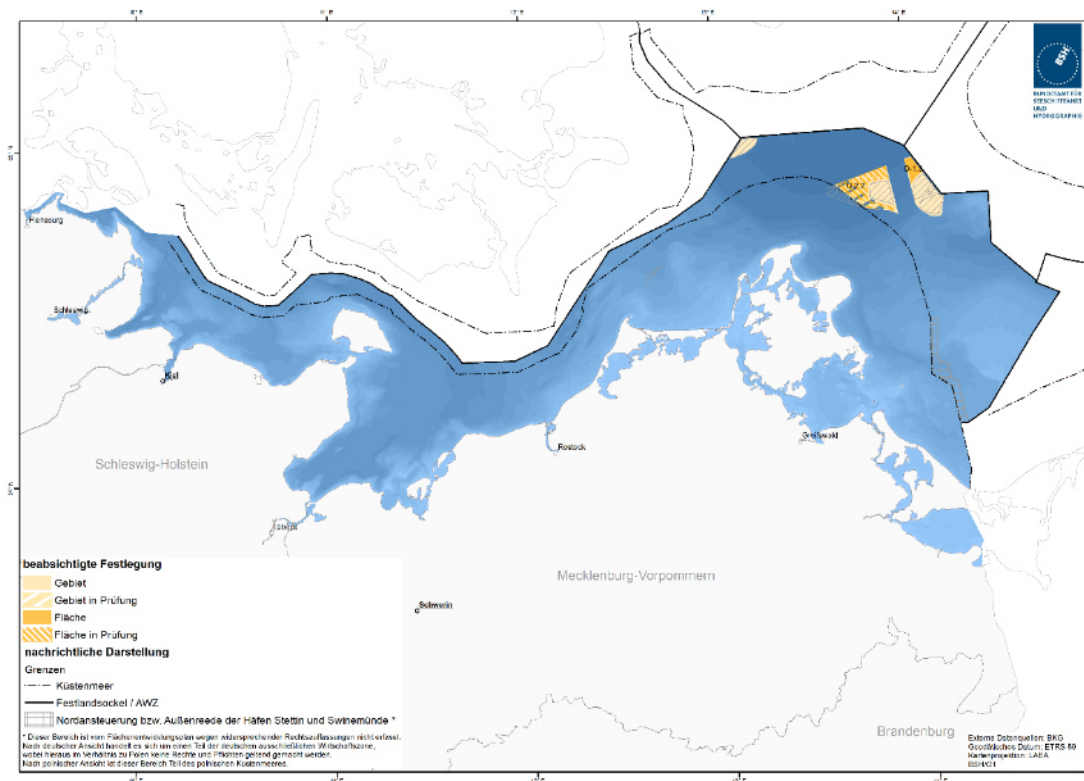 BSH
BUNDESAMT FÜR
SEESCHIFFFAHRT
UND
HYDROGRAPHIE
O-2.2
Flensburg
Schleswig
Kiel
Schleswig-Holstein
Lübeck
Rostock
Greifswald
Mecklenburg-Vorpommern
Schwerin
Brandenburg
beabsichtigte Festlegung
Gebiet
Gebiet in Prüfung
Fläche
Fläche in Prüfung
nachrichtliche Darstellung
Grenzen
Küstenmeer
Festlandsockel / AWZ
Nordansteuerung bzw. Außenreede der Häfen Stettin und Swinemünde *
* Dieser Bereich ist vom Flächenentwicklungsplan wegen widersprechender Rechtsauffassungen nicht erfasst.
Nach deutscher Ansicht handelt es sich um einen Teil der deutschen ausschließlichen Wirtschaftszone,
wobei hieraus im Verhältnis zu Polen keine Rechte und Pflichten geltend gemacht werden.
Nach polnischer Ansicht ist dieser Bereich Teil des polnischen Küstenmeeres.
Externe Datenquellen: BKG
Geodätisches Datum: ETRS 89
Kartenprojektion: LAEA